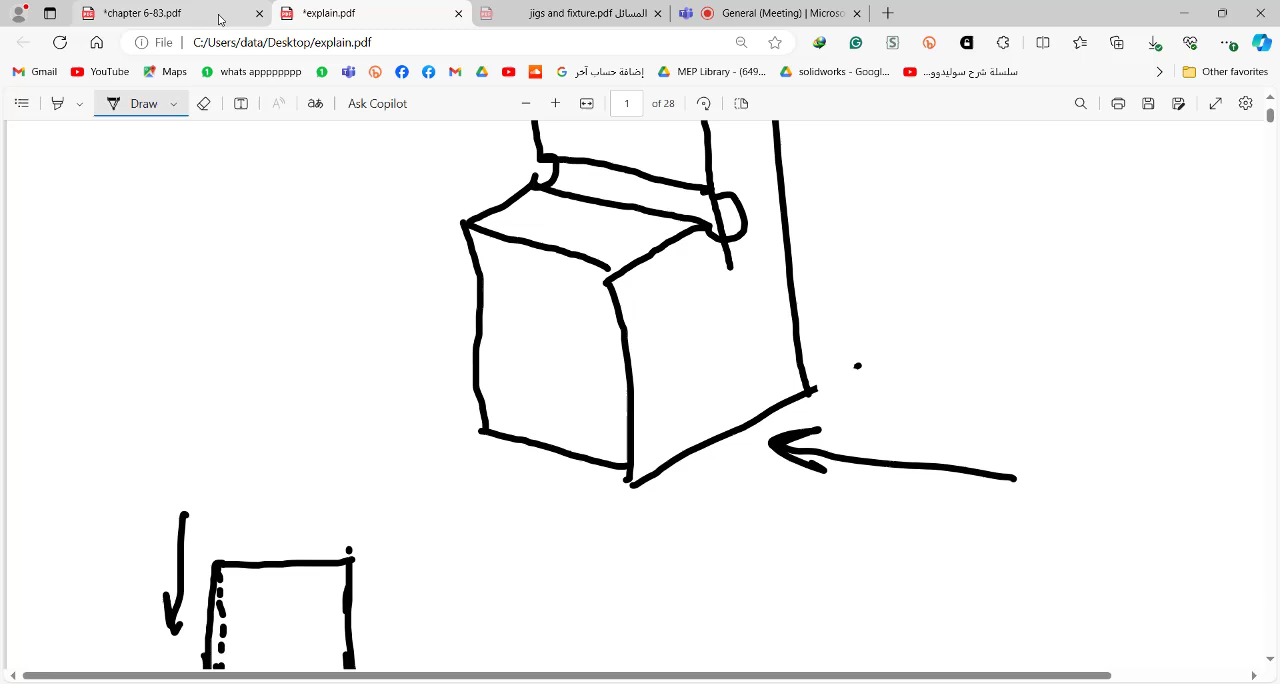 *chapter 6-83.pdf
*explain.pdf
jigs and fixture.pdf المسائل
General (Meeting) | Microso
File
C:/Users/data/Desktop/explain.pdf
Gmail
YouTube
Maps
whats apppppppp
إضافة حساب آخر
MEP Library - (649...
solidworks - Googl...
سلسلة شرح سوليدوو...
Other favorites
Draw
Ask Copilot
1
of 28